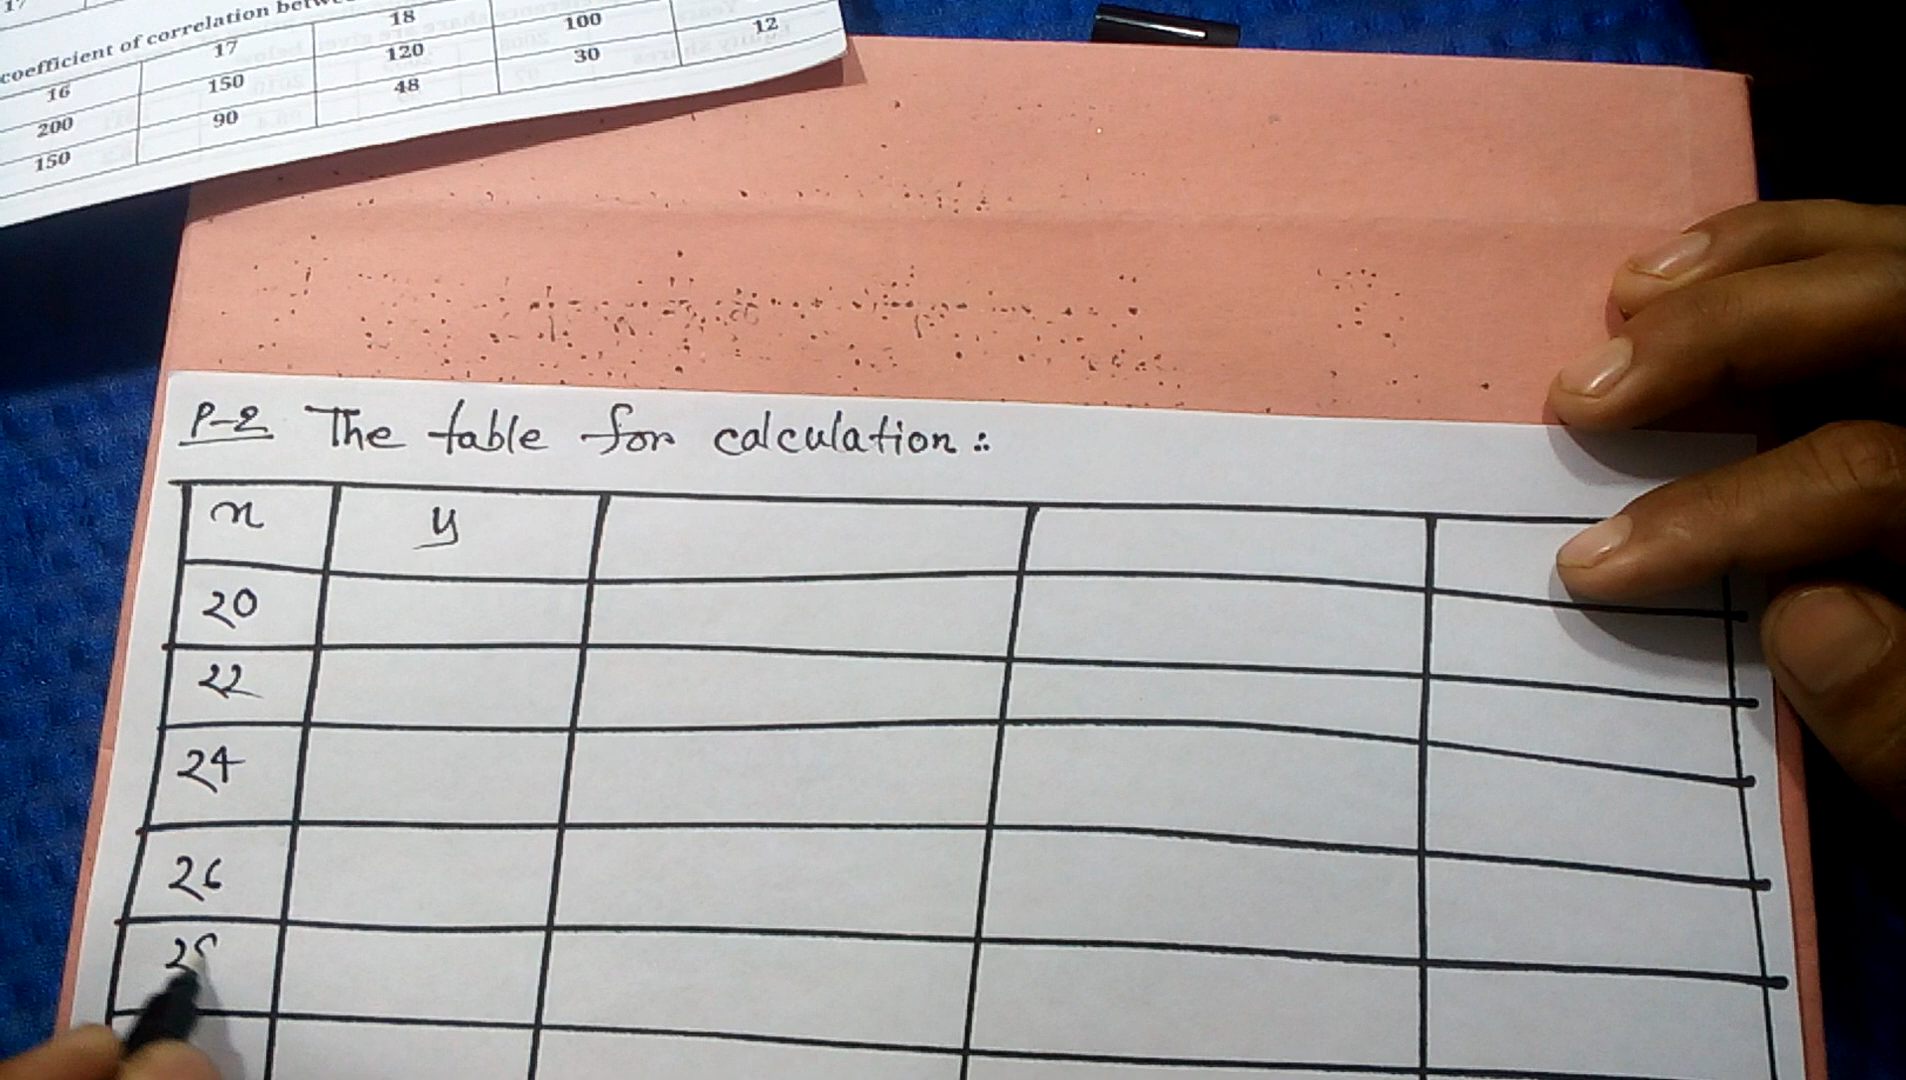 17
coefficient of correlation
16 17 18
200 150 120 100
150 90 48 30 12
P-2 The table for calculation :.
x y
20
22
24
26